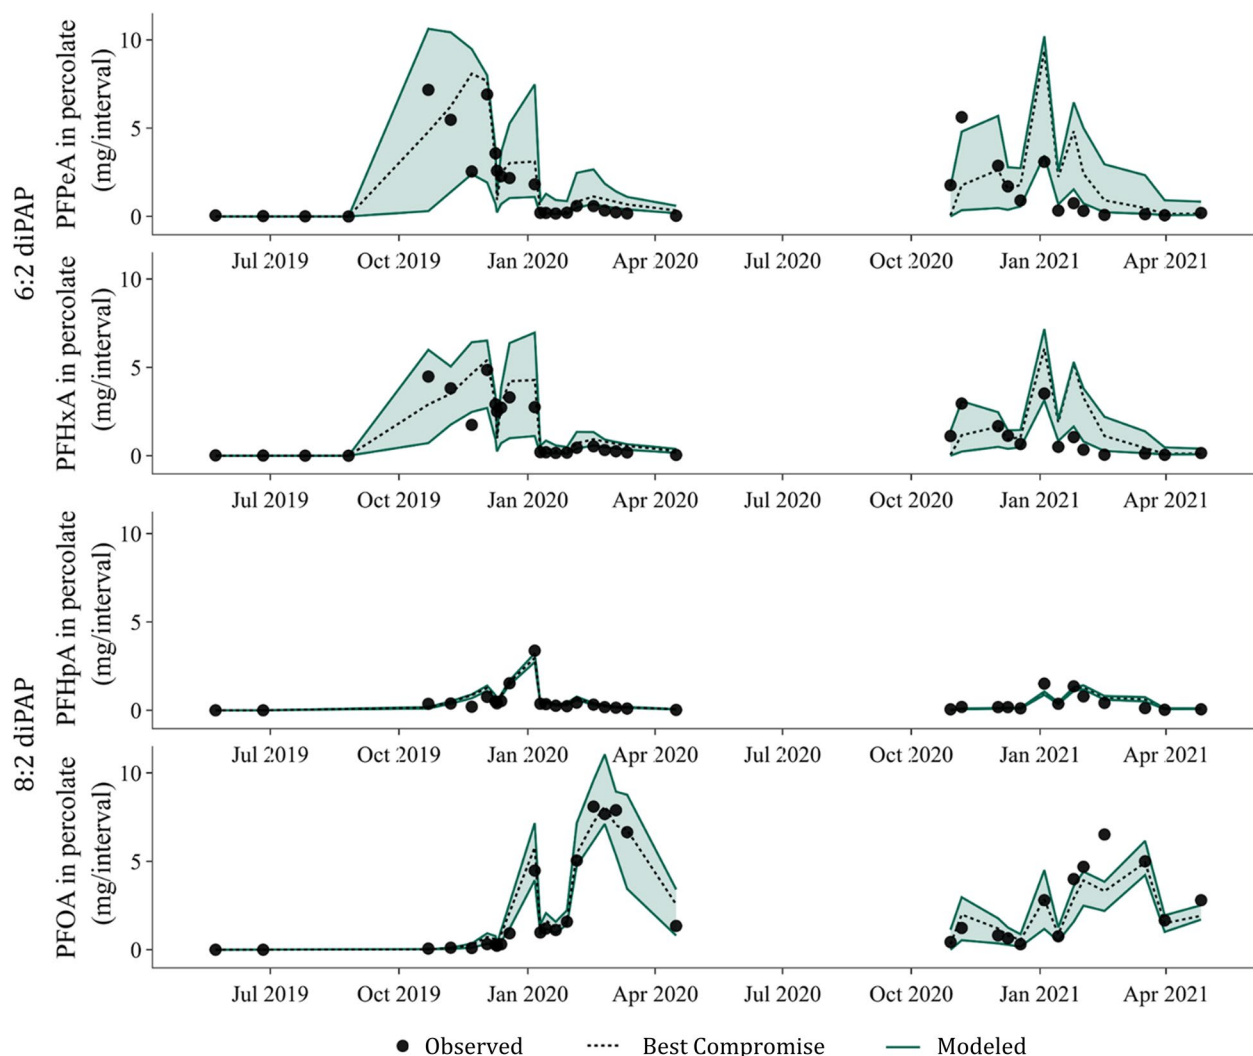 6:2 diPAP
PFPeA in percolate
(mg/interval)
10
5
0
Jul 2019 Oct 2019 Jan 2020 Apr 2020 Jul 2020 Oct 2020 Jan 2021 Apr 2021
PFHxA in percolate
(mg/interval)
10
5
0
Jul 2019 Oct 2019 Jan 2020 Apr 2020 Jul 2020 Oct 2020 Jan 2021 Apr 2021
8:2 diPAP
PFHpA in percolate
(mg/interval)
10
5
0
Jul 2019 Oct 2019 Jan 2020 Apr 2020 Jul 2020 Oct 2020 Jan 2021 Apr 2021
PFOA in percolate
(mg/interval)
10
5
0
Jul 2019 Oct 2019 Jan 2020 Apr 2020 Jul 2020 Oct 2020 Jan 2021 Apr 2021
Observed Best Compromise Modeled